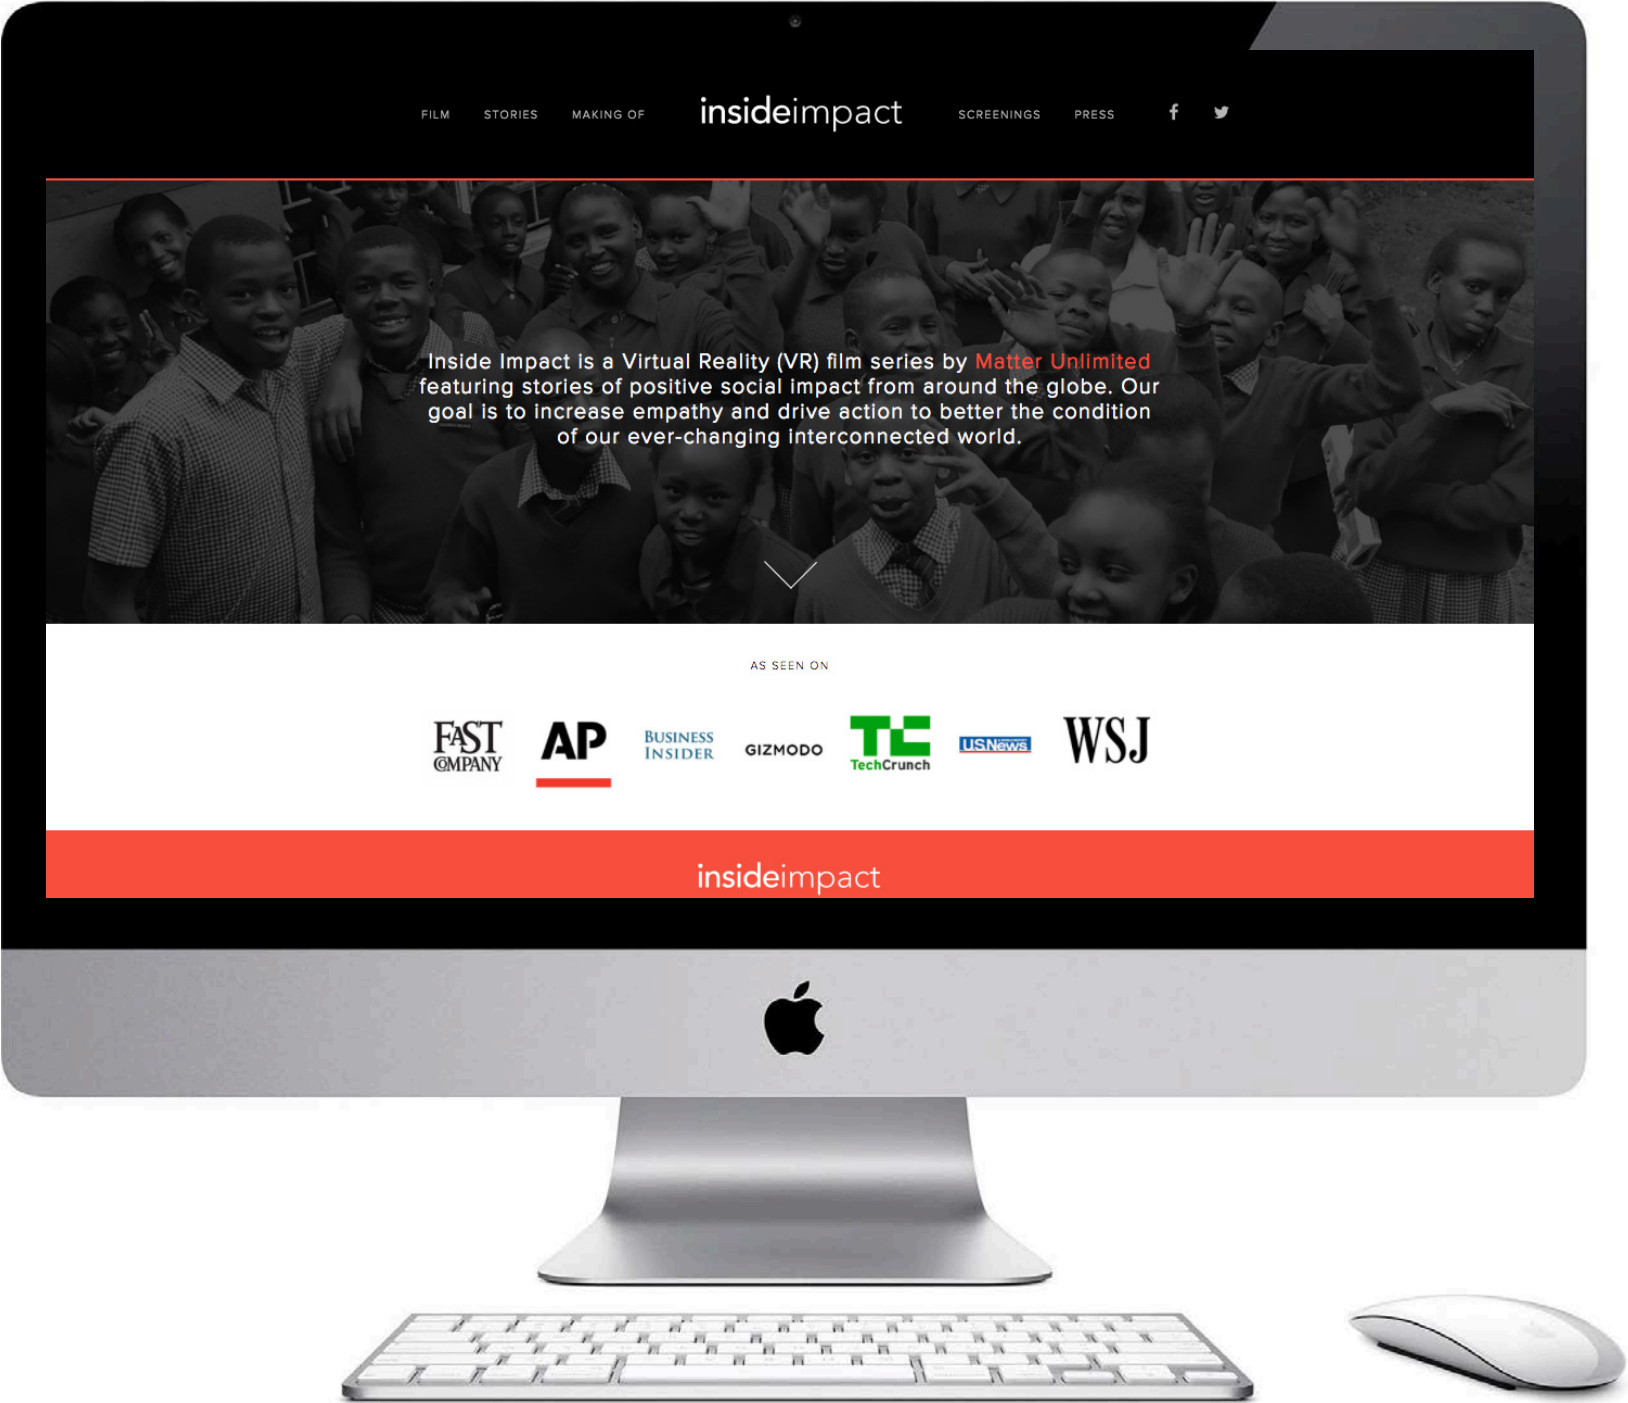 FILM STORIES MAKING OF insideimpact SCREENINGS PRESS
Inside Impact is a Virtual Reality (VR) film series by Matter Unlimited
featuring stories of positive social impact from around the globe. Our
goal is to increase empathy and drive action to better the condition
of our ever-changing interconnected world.
AS SEEN ON
FAST COMPANY
AP
BUSINESS
INSIDER
GIZMODO
TC
TechCrunch
U.S.News
WSJ
insideimpact